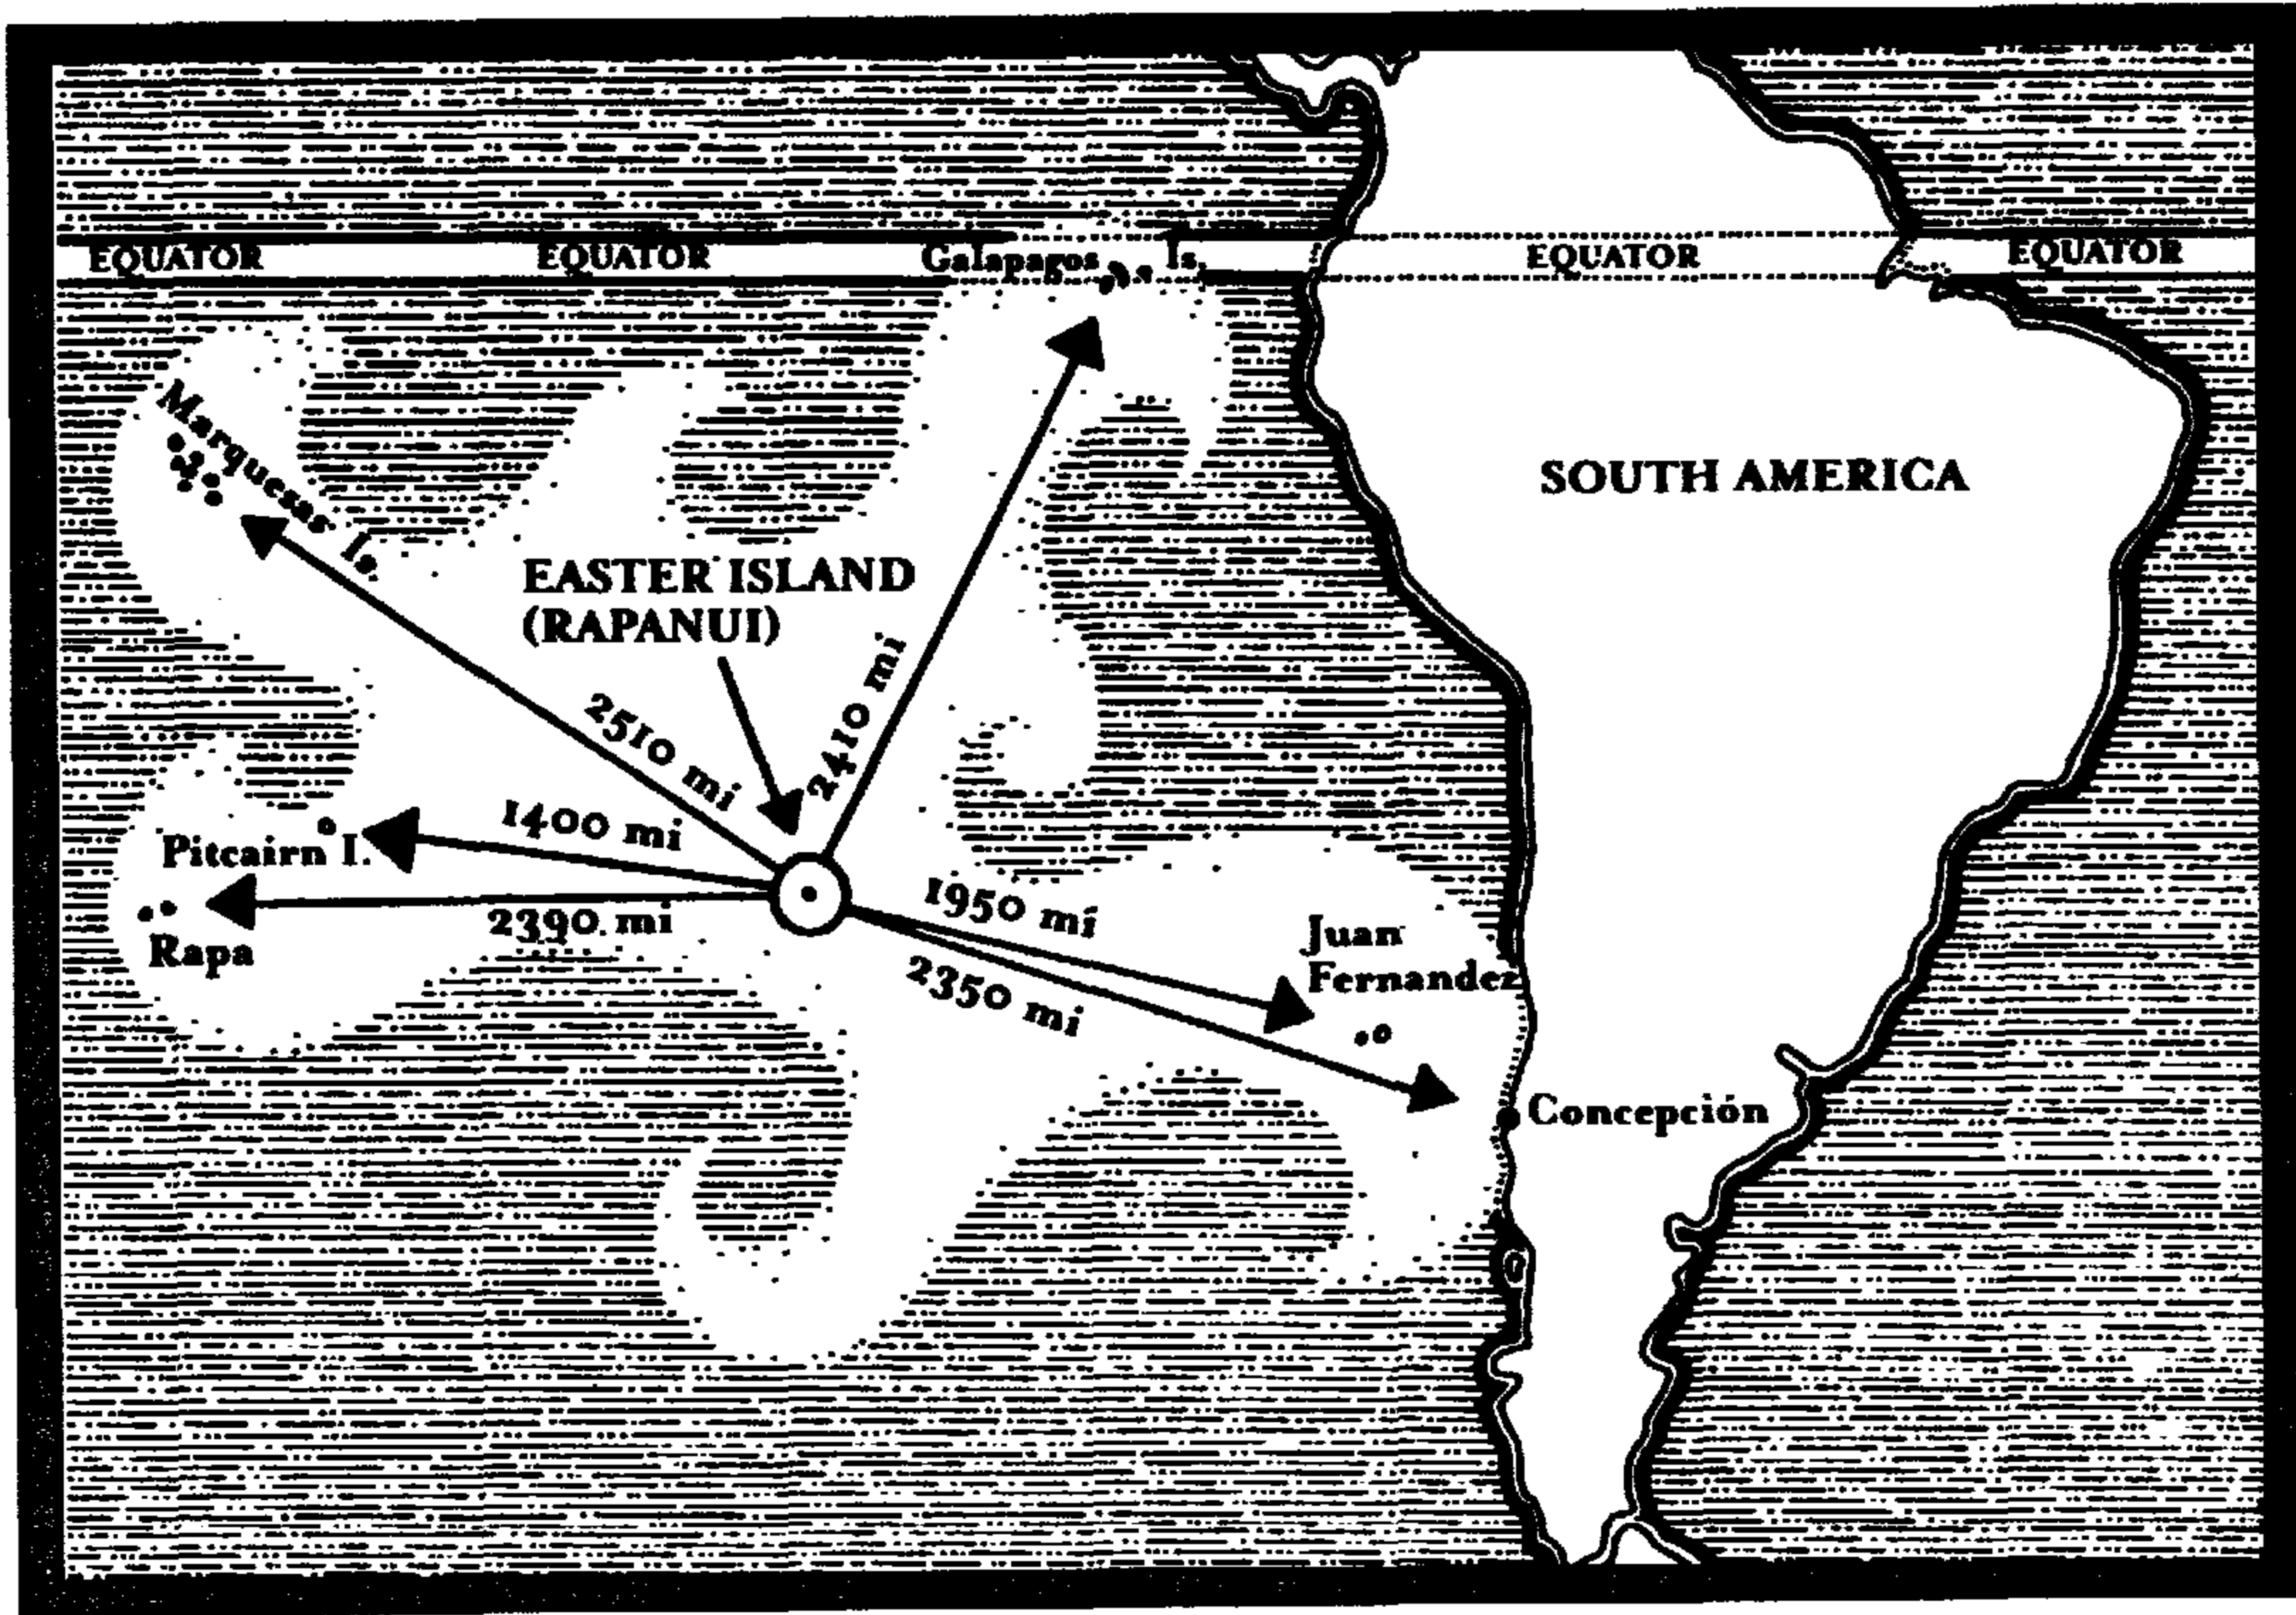 EQUATOR
EQUATOR
Galapagos Is.
EQUATOR
EQUATOR
Marquesas Is.
SOUTH AMERICA
EASTER ISLAND
(RAPANUI)
2410 mi
2510 mi
1400 mi
Pitcairn I.
2390 mi
Rapa
1950 mi
Juan
Fernandez
2350 mi
Concepción